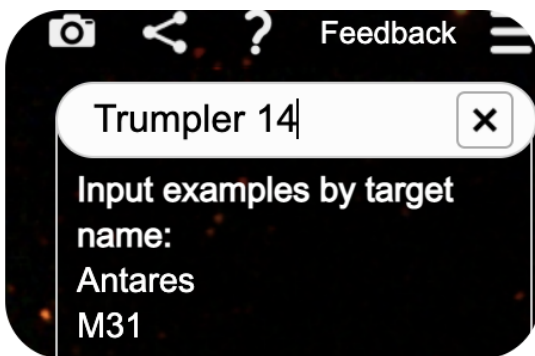 Feedback
Trumpler 14
Input examples by target
name:
Antares
M31